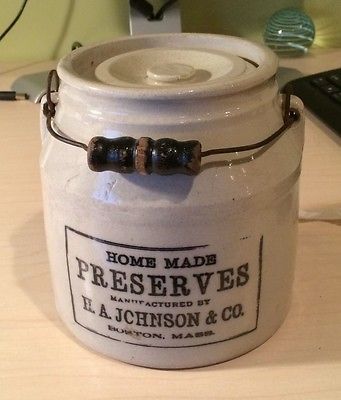 HOME MADE
PRESERVES
MANUFACTURED BY
H. A. JOHNSON & CO.
BOSTON, MASS.